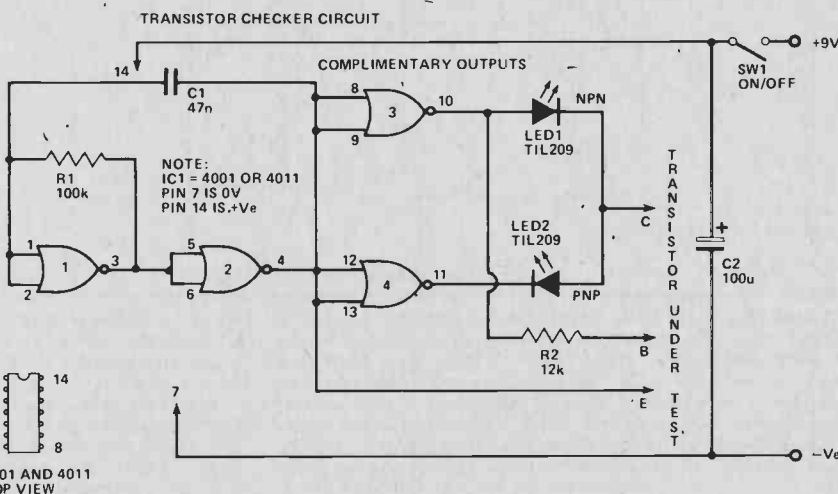 TRANSISTOR CHECKER CIRCUIT
+9V
SW1
ON/OFF
14
C1
47n
COMPLIMENTARY OUTPUTS
8
9
3
10
LED1
TIL209
NPN
R1
100k
NOTE:
IC1 = 4001 OR 4011
PIN 7 IS 0V
PIN 14 IS.+Ve
1
2
1
3
5
6
2
4
12
13
4
11
LED2
TIL209
PNP
C
R2
12k
B
E
TRANSISTOR UNDER TEST
+
C2
100u
14
8
7
-Ve
01 AND 4011
OP VIEW